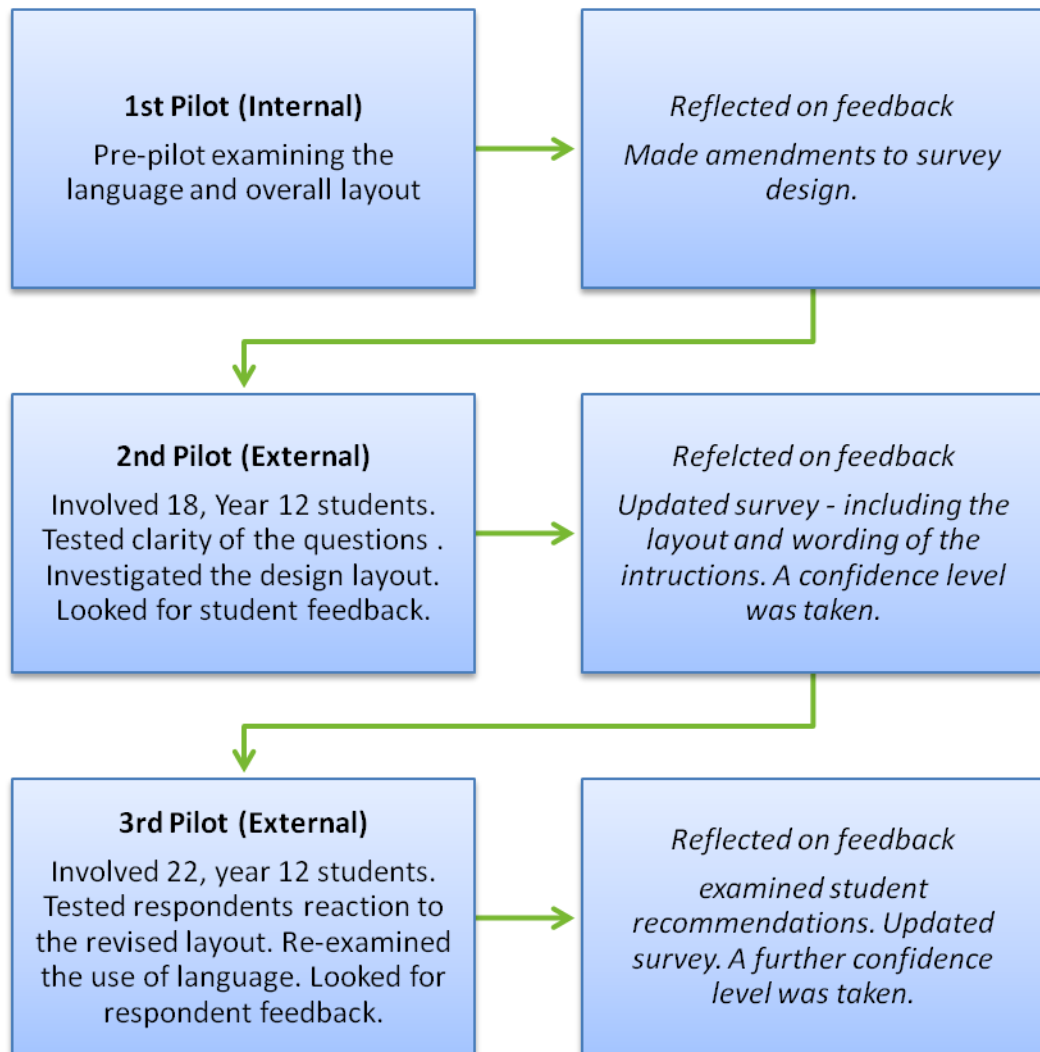 1st Pilot (Internal)
Pre-pilot examining the
language and overall layout
Reflected on feedback
Made amendments to survey
design.
2nd Pilot (External)
Involved 18, Year 12 students.
Tested clarity of the questions .
Investigated the design layout.
Looked for student feedback.
Refelcted on feedback
Updated survey - including the
layout and wording of the
intructions. A confidence level
was taken.
3rd Pilot (External)
Involved 22, year 12 students.
Tested respondents reaction to
the revised layout. Re-examined
the use of language. Looked for
respondent feedback.
Reflected on feedback
examined student
recommendations. Updated
survey. A further confidence
level was taken.